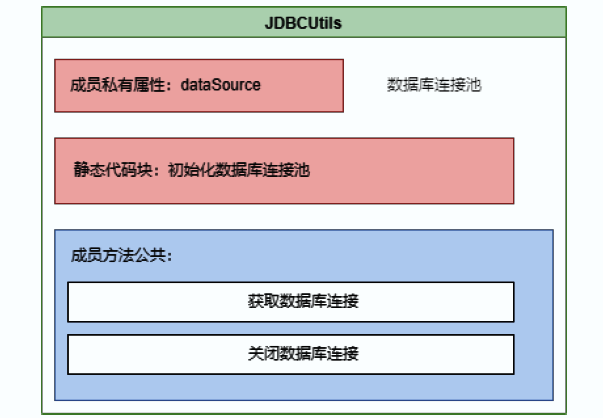 JDBCUtils
成员私有属性：dataSource
数据库连接池
静态代码块：初始化数据库连接池
成员方法公共：
获取数据库连接
关闭数据库连接